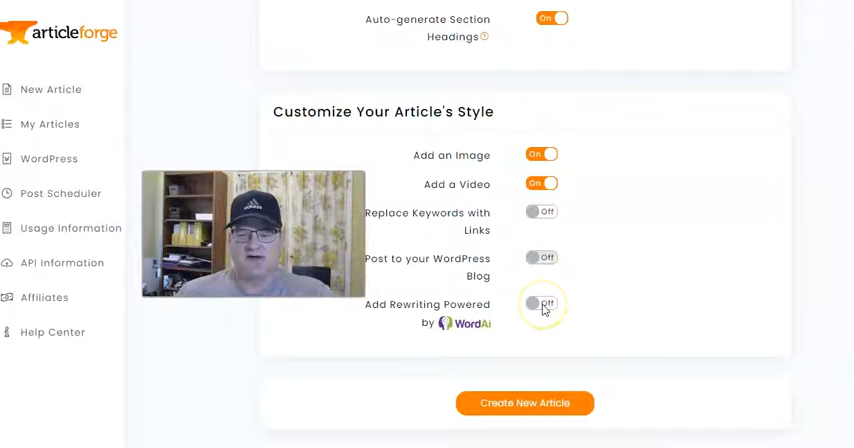 articleforge
New Article
My Articles
WordPress
Post Scheduler
Usage Information
API Information
Affiliates
Help Center
Auto-generate Section
Headings
On
Customize Your Article's Style
Add an Image
On
Add a Video
On
Replace Keywords with
Links
Off
Post to your WordPress
Blog
Off
Add Rewriting Powered
by WordAi
Off
adidas
Create New Article